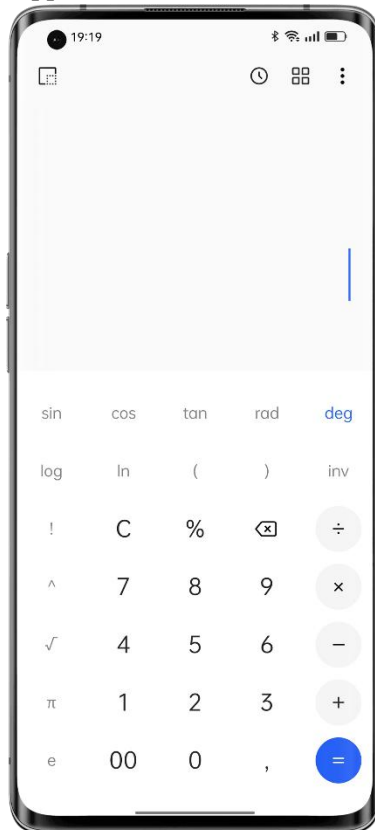 19:19
sin cos tan rad deg
log ln ( ) inv
! C % ÷
^ 7 8 9 ×
√ 4 5 6 −
π 1 2 3 +
e 00 0 , =